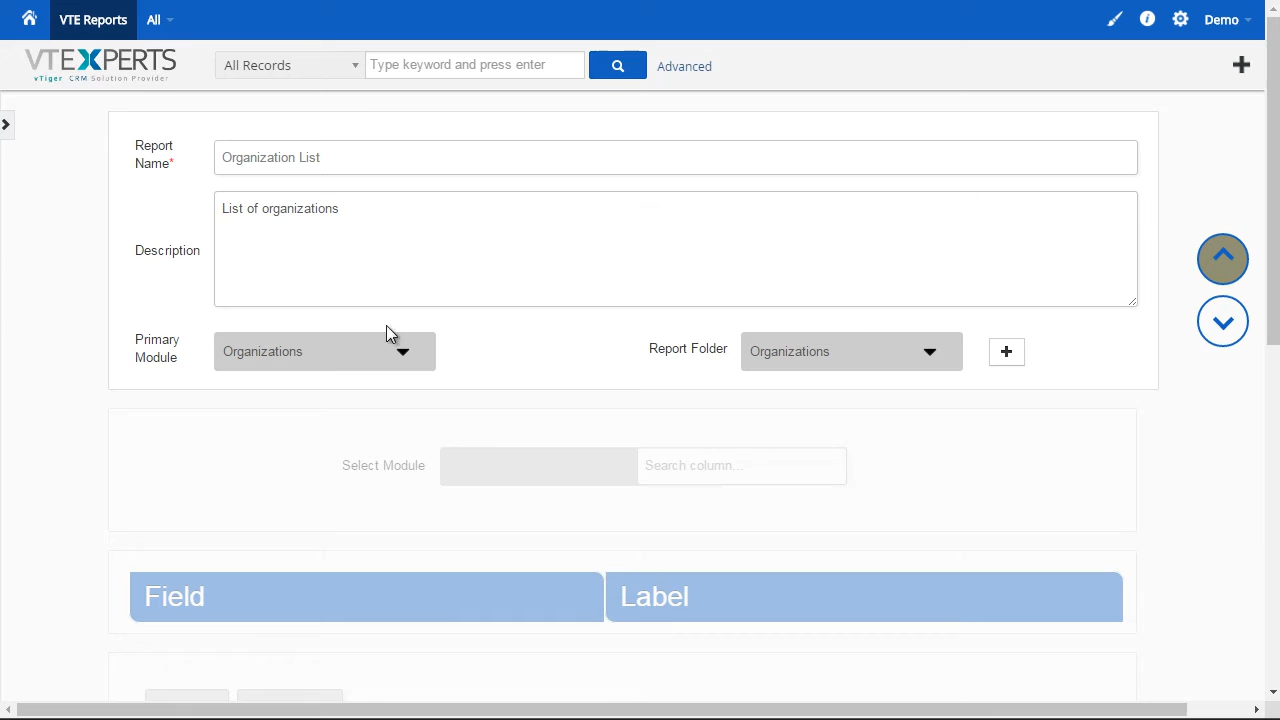 VTE Reports All Demo
VTEXPERTS
vTiger CRM Solution Provider
All Records Type keyword and press enter Advanced
Report Name* Organization List
Description List of organizations
Primary Module Organizations Report Folder Organizations
Select Module Search column...
Field Label